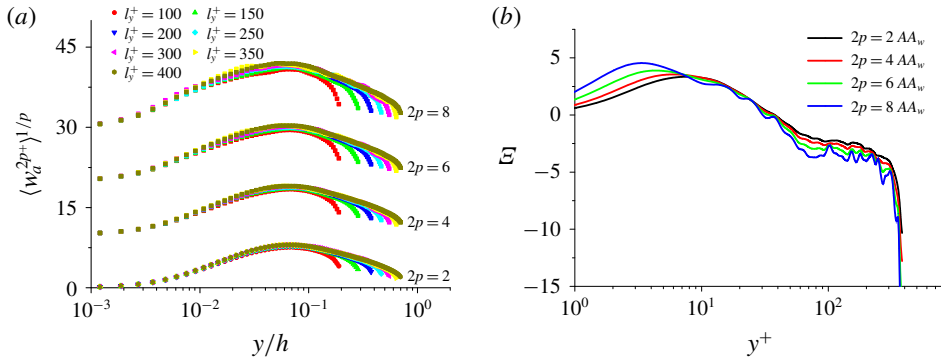 (a)
l_y^+ = 100
l_y^+ = 150
l_y^+ = 200
l_y^+ = 250
l_y^+ = 300
l_y^+ = 350
l_y^+ = 400
45
30
15
0
⟨w_a^{2p+}⟩^{1/p}
2p = 8
2p = 6
2p = 4
2p = 2
10^{-3}
10^{-2}
10^{-1}
10^0
y/h
(b)
10
5
0
−5
−10
−15
Ξ
2p = 2 AA_w
2p = 4 AA_w
2p = 6 AA_w
2p = 8 AA_w
10^0
10^1
10^2
y^+